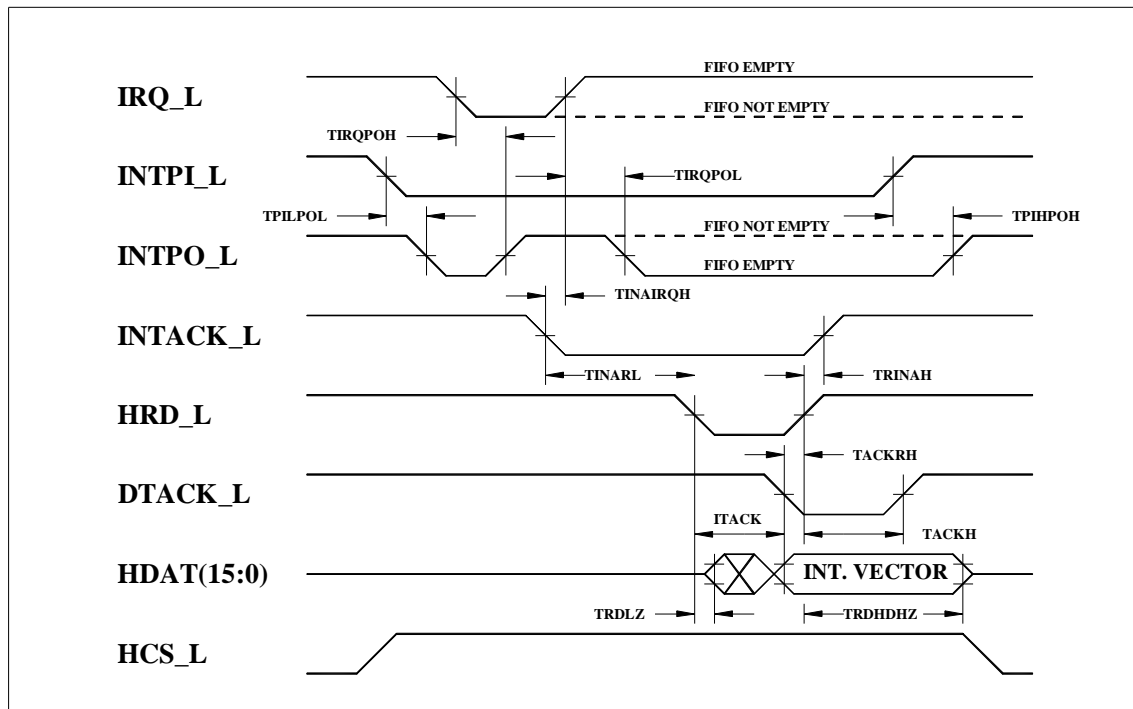 FIFO EMPTY
IRQ_L
FIFO NOT EMPTY
TIRQPOH
INTPI_L
TIRQPOL
TPILPOL
TPIHPOH
FIFO NOT EMPTY
INTPO_L
FIFO EMPTY
TINAIRQH
INTACK_L
TINARL
TRINAH
HRD_L
TACKRH
DTACK_L
ITACK
TACKH
HDAT(15:0)
INT. VECTOR
TRDLZ
TRDHDHZ
HCS_L